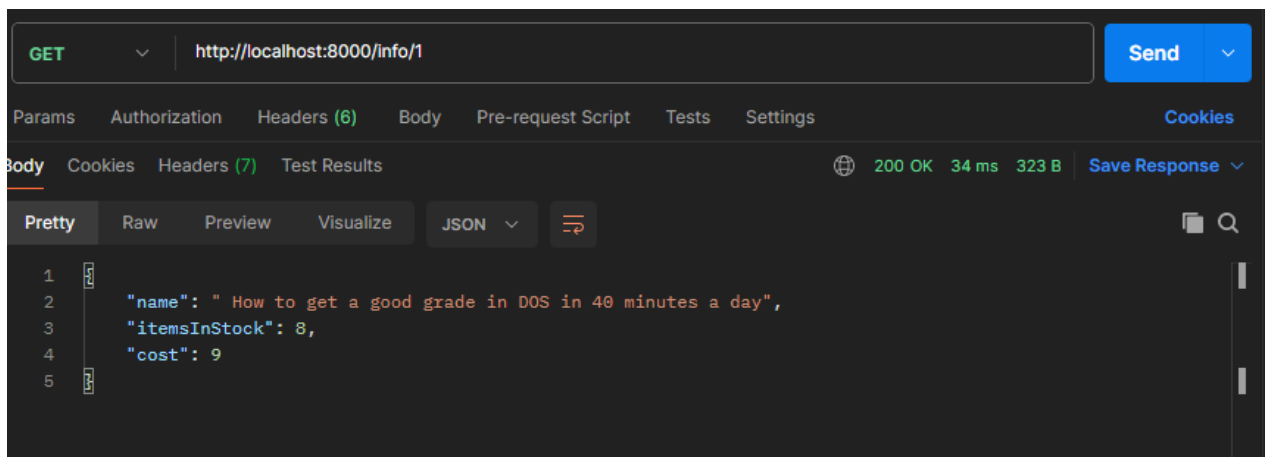 GET http://localhost:8000/info/1 Send
Params Authorization Headers (6) Body Pre-request Script Tests Settings Cookies
Body Cookies Headers (7) Test Results 200 OK 34 ms 323 B Save Response
Pretty Raw Preview Visualize JSON
1 {
2 "name": " How to get a good grade in DOS in 40 minutes a day",
3 "itemsInStock": 8,
4 "cost": 9
5 }